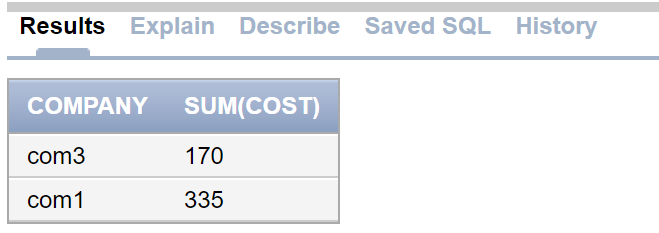 Results Explain Describe Saved SQL History
COMPANY SUM(COST)
com3 170
com1 335